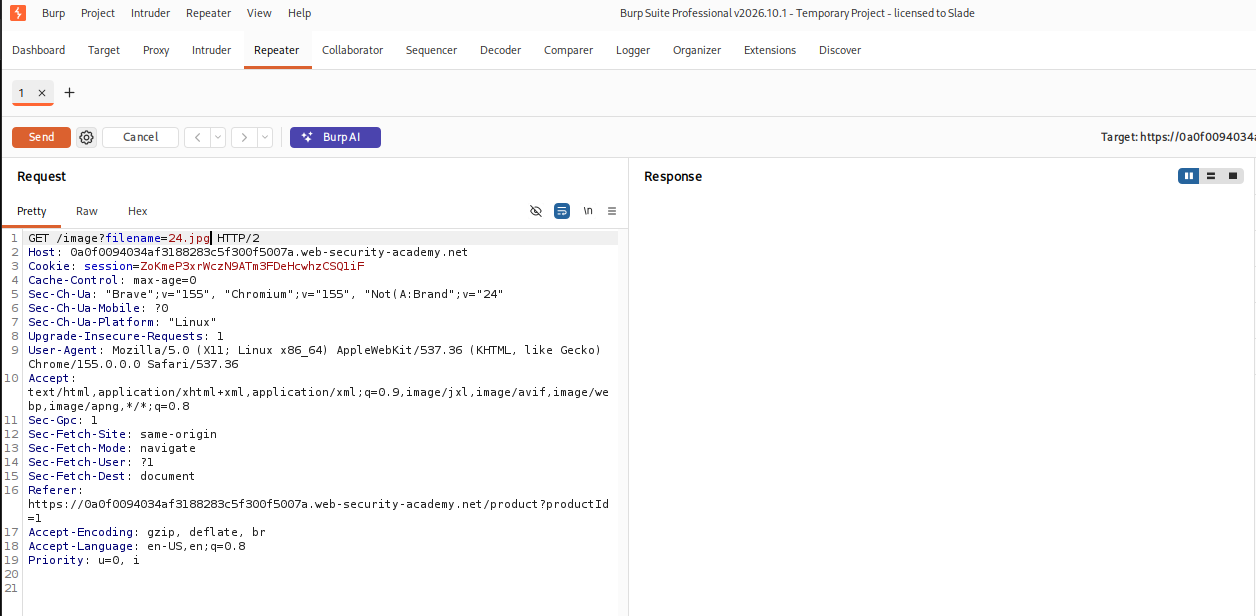 Burp Project Intruder Repeater View Help Burp Suite Professional v2026.10.1 - Temporary Project - licensed to Slade
Dashboard Target Proxy Intruder Repeater Collaborator Sequencer Decoder Comparer Logger Organizer Extensions Discover
1 × +
Send Cancel < > Burp AI Target: https://0a0f0094034a
Request Response
Pretty Raw Hex \n
1 GET /image?filename=24.jpg HTTP/2
2 Host: 0a0f0094034af3188283c5f300f5007a.web-security-academy.net
3 Cookie: session=ZoKmeP3xrWczN9ATm3FDeHcwhzCSQ1iF
4 Cache-Control: max-age=0
5 Sec-Ch-Ua: "Brave";v="155", "Chromium";v="155", "Not(A:Brand";v="24"
6 Sec-Ch-Ua-Mobile: ?0
7 Sec-Ch-Ua-Platform: "Linux"
8 Upgrade-Insecure-Requests: 1
9 User-Agent: Mozilla/5.0 (X11; Linux x86_64) AppleWebKit/537.36 (KHTML, like Gecko)
Chrome/155.0.0.0 Safari/537.36
10 Accept:
text/html,application/xhtml+xml,application/xml;q=0.9,image/jxl,image/avif,image/we
bp,image/apng,*/*;q=0.8
11 Sec-Gpc: 1
12 Sec-Fetch-Site: same-origin
13 Sec-Fetch-Mode: navigate
14 Sec-Fetch-User: ?1
15 Sec-Fetch-Dest: document
16 Referer:
https://0a0f0094034af3188283c5f300f5007a.web-security-academy.net/product?productId
=1
17 Accept-Encoding: gzip, deflate, br
18 Accept-Language: en-US,en;q=0.8
19 Priority: u=0, i
20
21